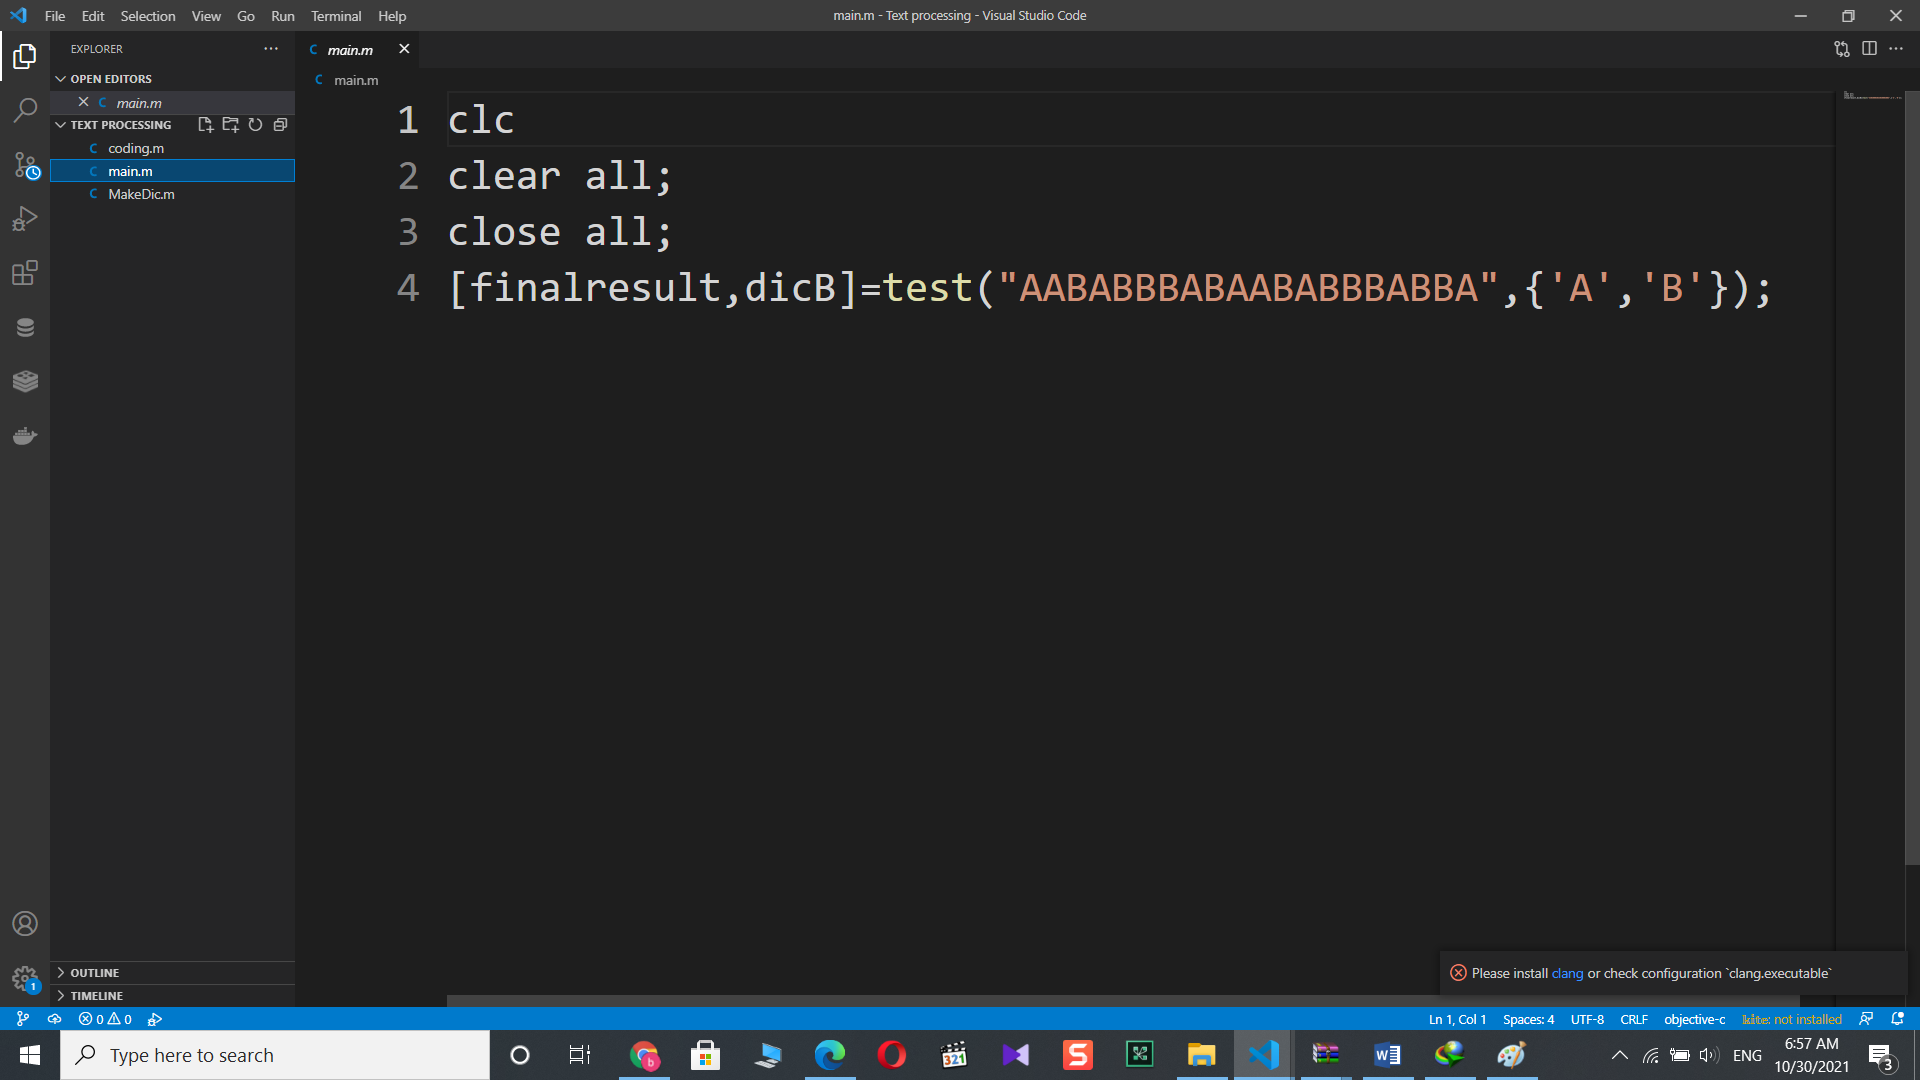 File Edit Selection View Go Run Terminal Help
main.m - Text processing - Visual Studio Code
EXPLORER
OPEN EDITORS
main.m
TEXT PROCESSING
coding.m
main.m
MakeDic.m
OUTLINE
TIMELINE
1
main.m
main.m
1 clc
2 clear all;
3 close all;
4 [finalresult,dicB]=test("AABABBBABAABABBBABBA",{'A','B'});
Please install clang or check configuration `clang.executable`
0 0
Ln 1, Col 1 Spaces: 4 UTF-8 CRLF objective-c kite: not installed
Type here to search
b
321
S
W
ENG
6:57 AM
10/30/2021
3